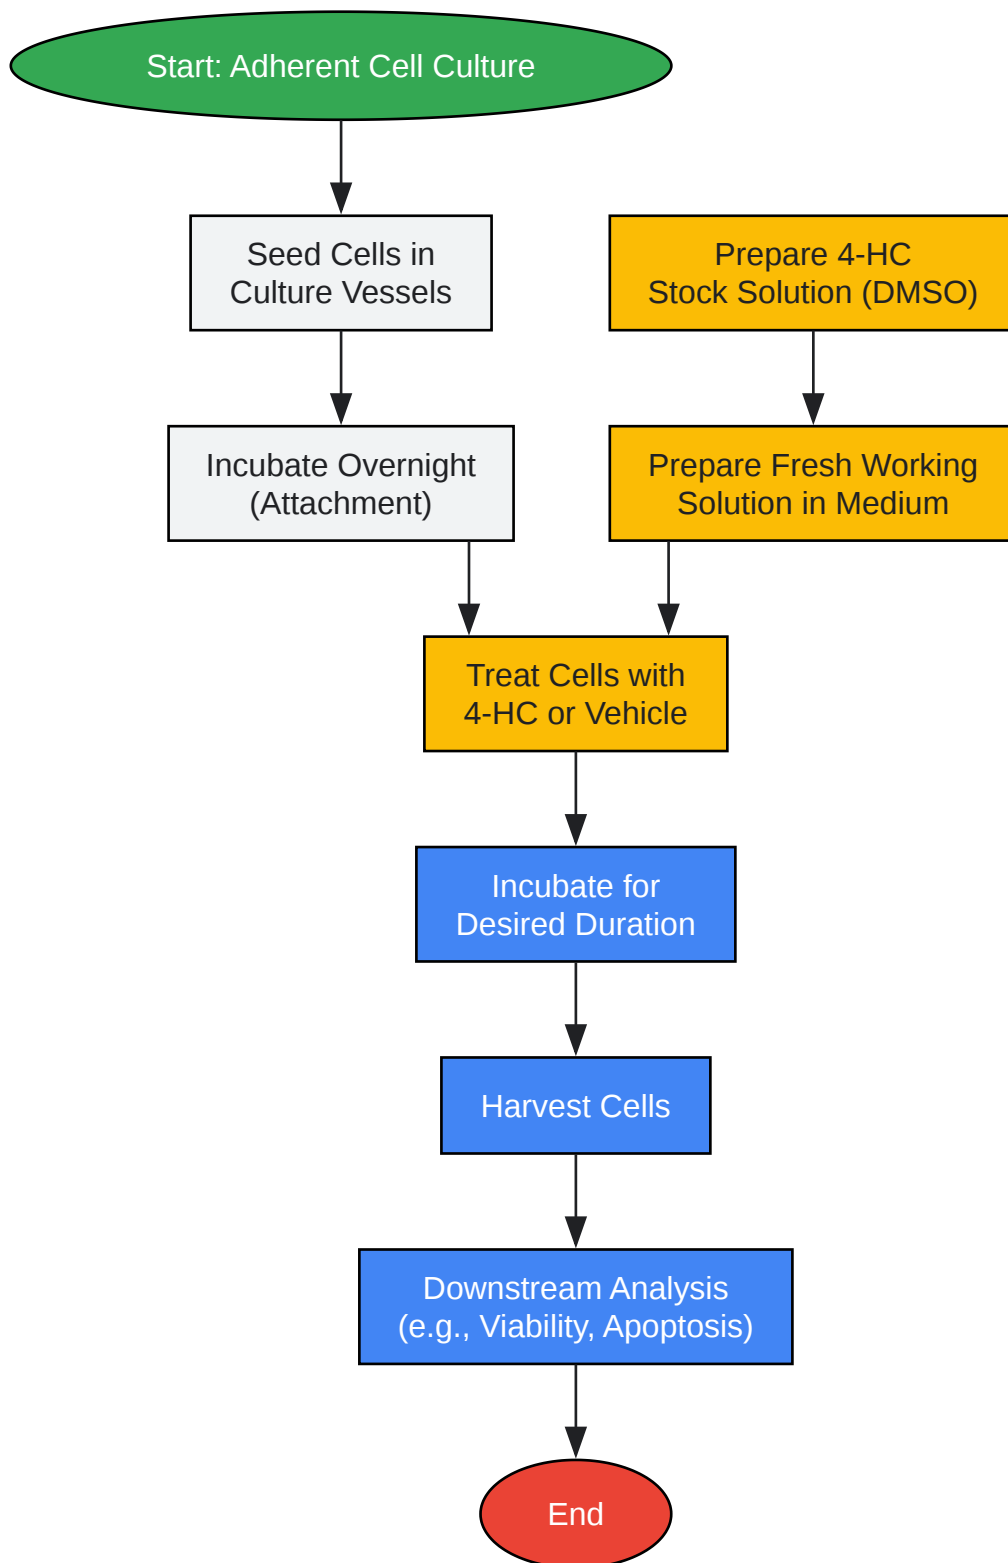 Start: Adherent Cell Culture
Seed Cells in
Culture Vessels
Prepare 4-HC
Stock Solution (DMSO)
Incubate Overnight
(Attachment)
Prepare Fresh Working
Solution in Medium
Treat Cells with
4-HC or Vehicle
Incubate for
Desired Duration
Harvest Cells
Downstream Analysis
(e.g., Viability, Apoptosis)
End